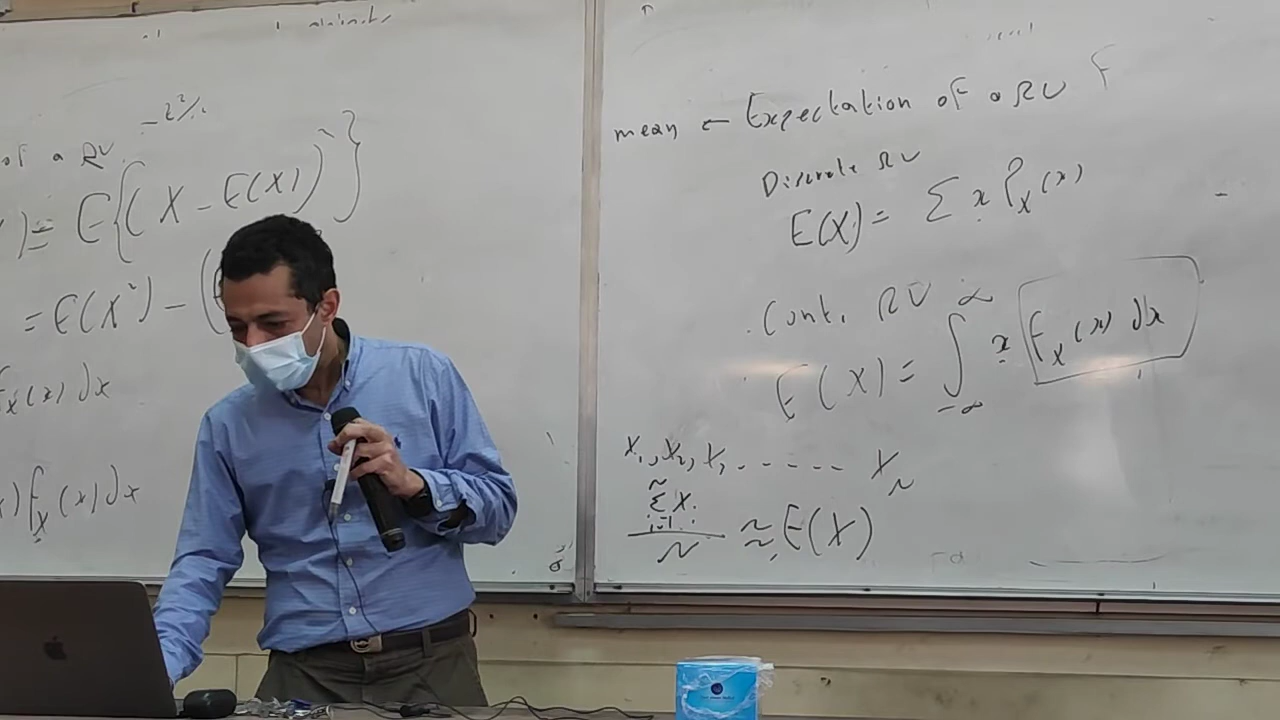 of a RV
) = E{(X - E(X))²}
= E(X²) - (
f_X(x) dx
) f_X(x) dx
mean ← Expectation of a RV
Discrete RV
E(X) = Σ x P_X(x)
Cont. RV
E(X) = ∫_{-∞}^{∞} x f_X(x) dx
X₁, X₂, X₃ ...... X_N
Σ_{i=1}^{N} X_i / N ≈ E(X)